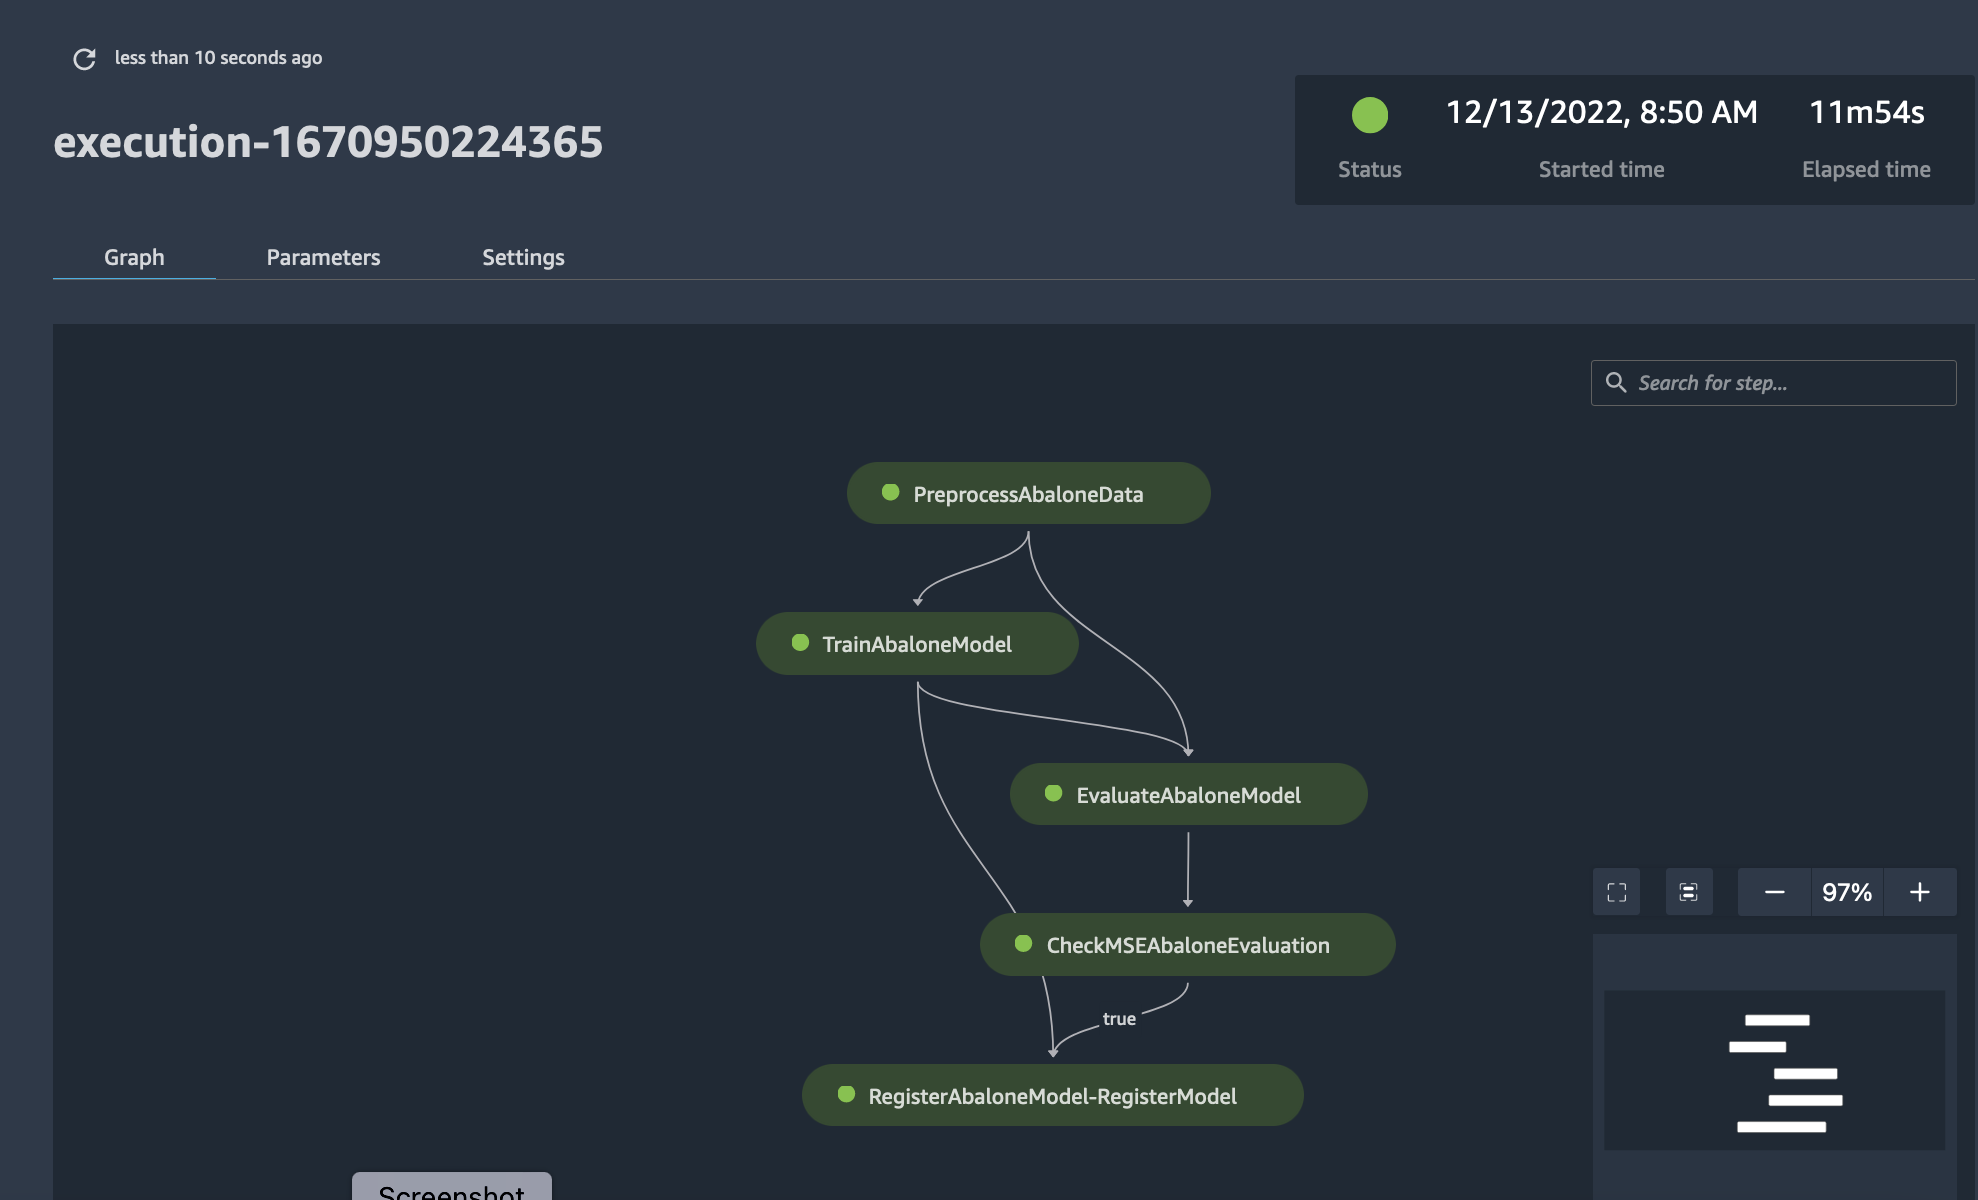 less than 10 seconds ago
execution-1670950224365
12/13/2022, 8:50 AM
11m54s
Status
Started time
Elapsed time
Graph
Parameters
Settings
Search for step...
PreprocessAbaloneData
TrainAbaloneModel
EvaluateAbaloneModel
97%
CheckMSEAbaloneEvaluation
true
RegisterAbaloneModel-RegisterModel
Screenshot